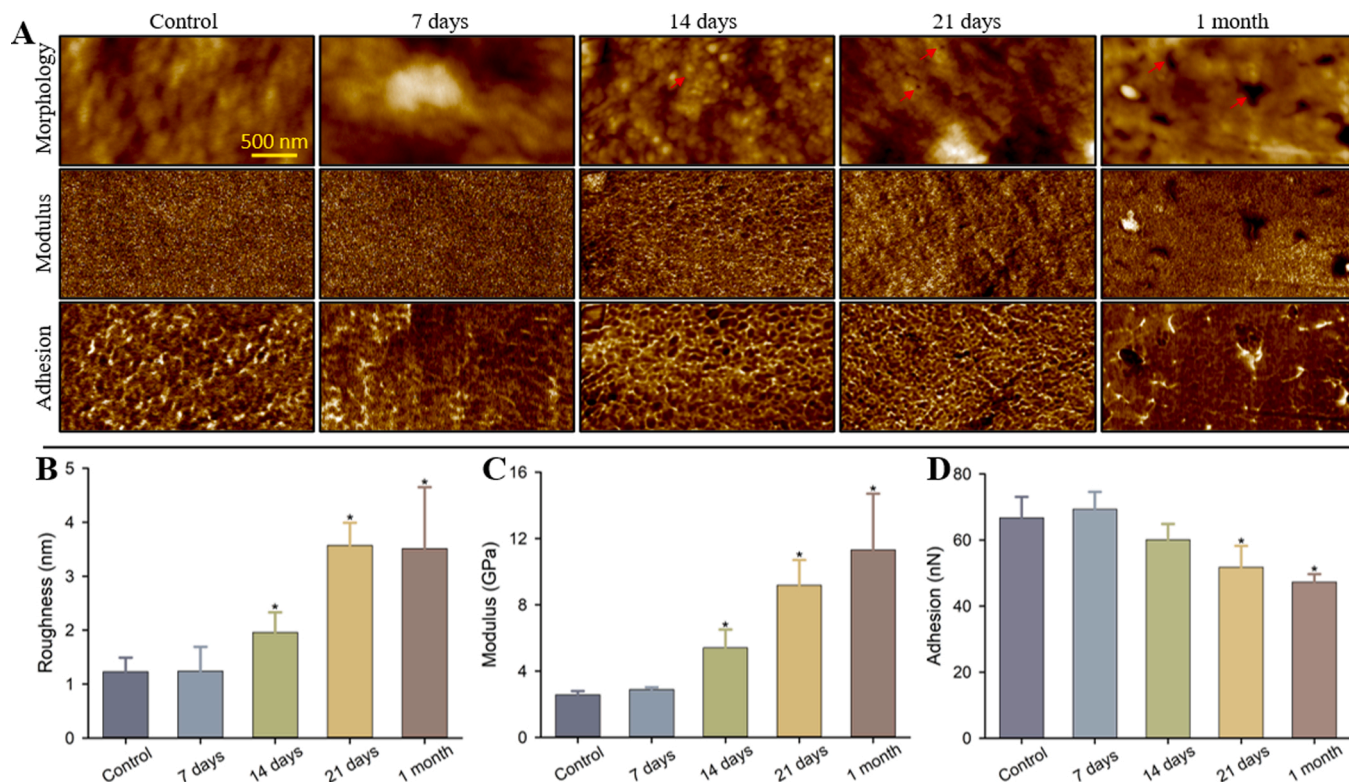 A
Control 7 days 14 days 21 days 1 month
Morphology
500 nm
Modulus
Adhesion
B
Roughness (nm)
5
4
3
2
1
0
* * *
Control 7 days 14 days 21 days 1 month
C
Modulus (GPa)
16
12
8
4
0
* * *
Control 7 days 14 days 21 days 1 month
D
Adhesion (nN)
80
60
40
20
0
* *
Control 7 days 14 days 21 days 1 month